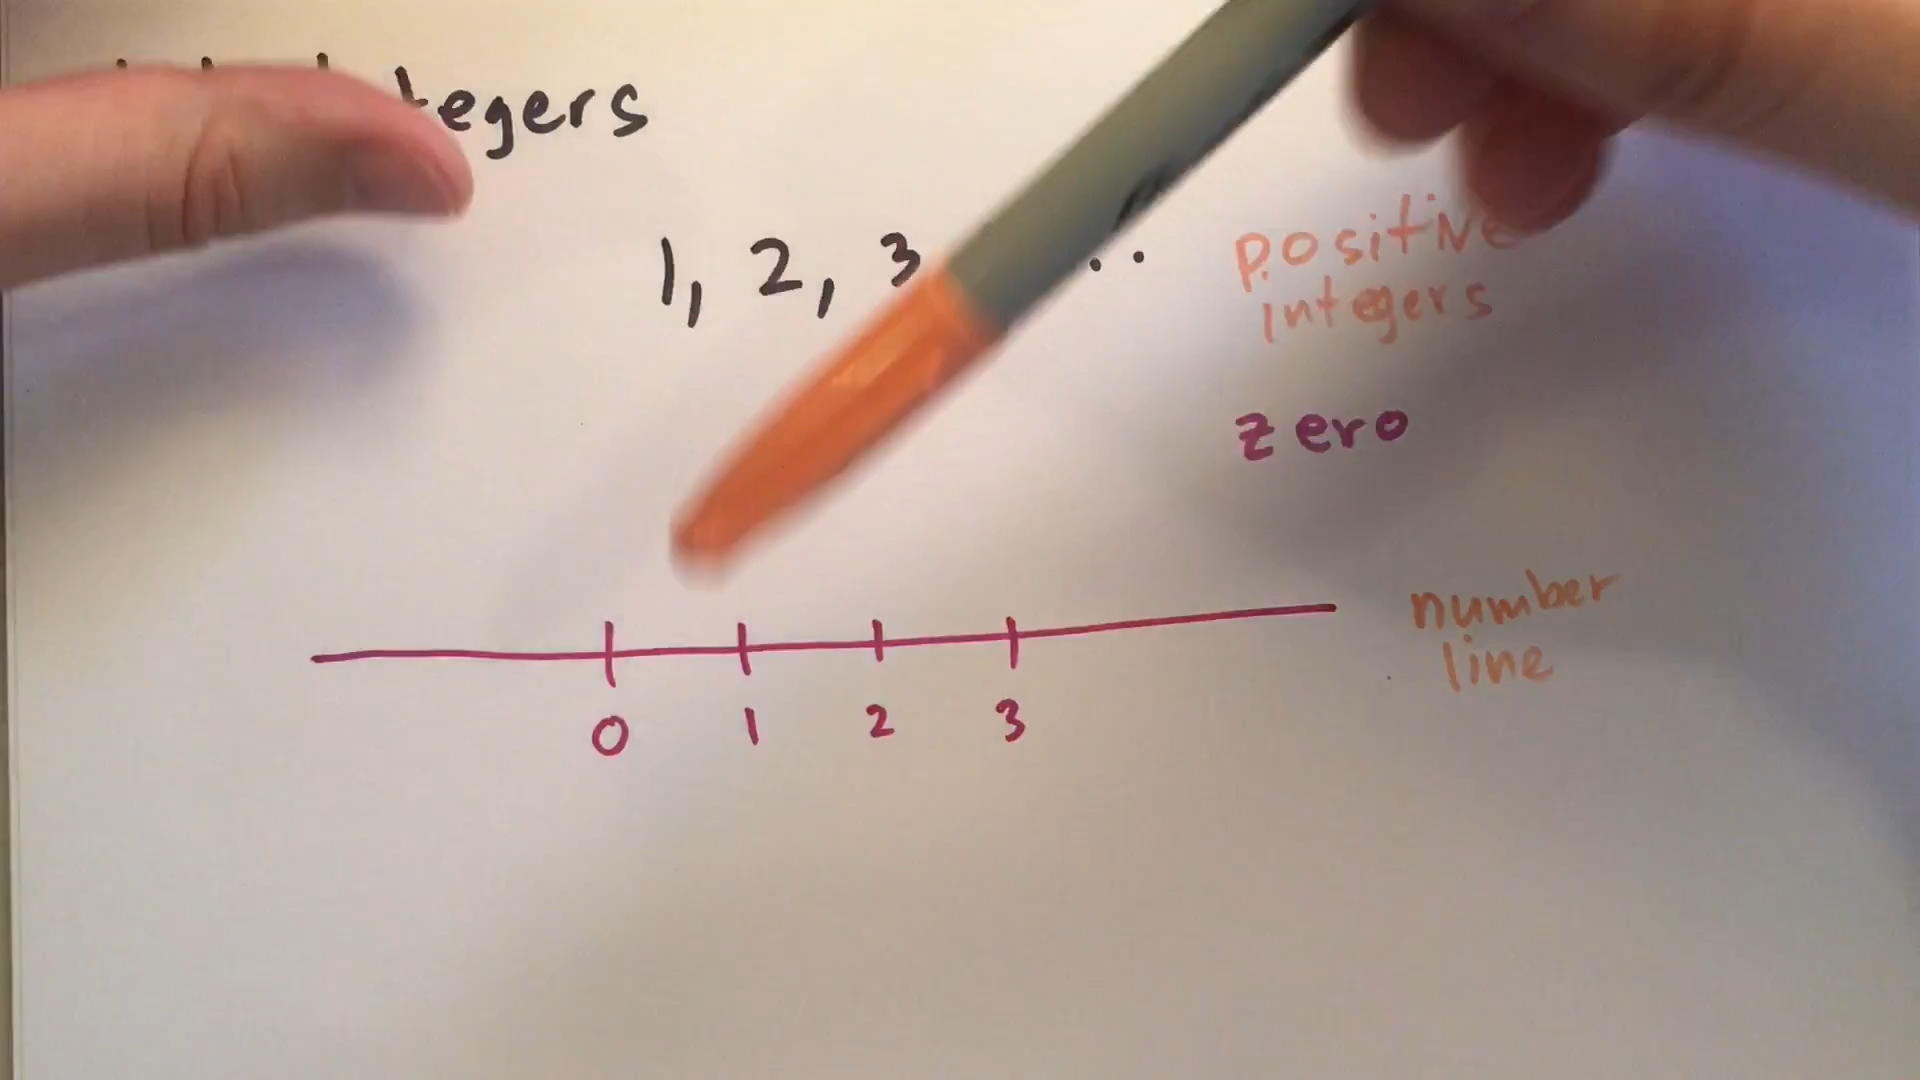 tegers
1, 2, 3 . .
positive
integers
zero
number
line
0 1 2 3